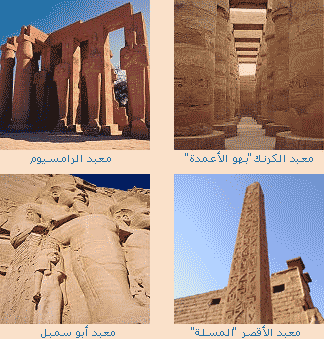 معبد الكرنك"بهو الأعمدة"
معبد الرامسيوم
معبد الأقصر "المسلة"
معبد أبو سمبل